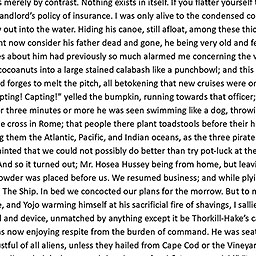 s merely by contrast. Nothing exists in itself. If you flatter yourself t
andlord's policy of insurance. I was only alive to the condensed co
y out into the water. Hiding his canoe, still afloat, among these thic
nt now consider his father dead and gone, he being very old and fe
es about him had previously so much alarmed me concerning the v
cocoanuts into a large stained calabash like a punchbowl; and this
d forges to melt the pitch, all betokening that new cruises were on
pting! Capting!" yelled the bumpkin, running towards that officer;
r three minutes or more he was seen swimming like a dog, throwi
e cross in Rome; that people there plant toadstools before their h
g them the Atlantic, Pacific, and Indian oceans, as the three pirate
ninted that we could not possibly do better than try pot-luck at the
And so it turned out; Mr. Hosea Hussey being from home, but leavi
owder was placed before us. We resumed business; and while plyi
The Ship. In bed we concocted our plans for the morrow. But to m
e, and Yojo warming himself at his sacrificial fire of shavings, I sallie
l and device, unmatched by anything except it be Thorkill-Hake's c
as now enjoying respite from the burden of command. He was seat
ustful of all aliens, unless they hailed from Cape Cod or the Vineyar